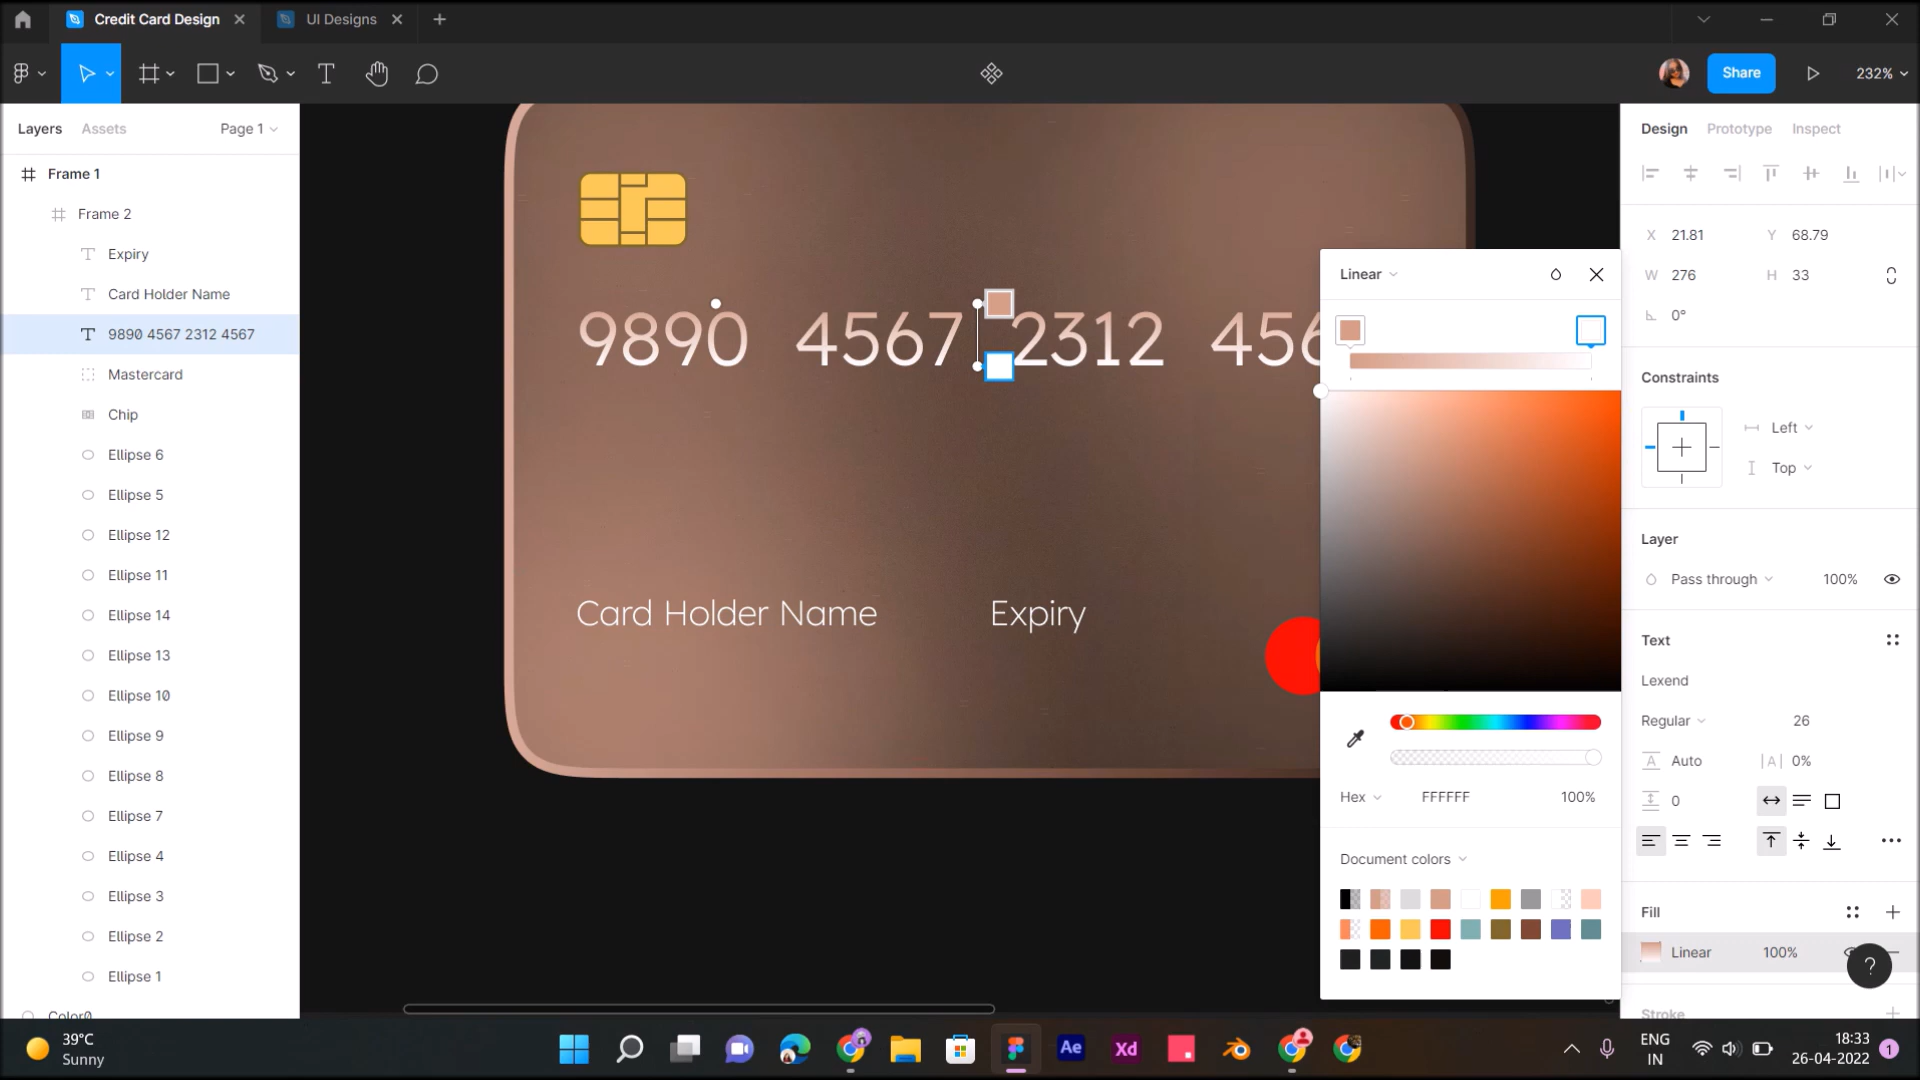 Credit Card Design
UI Designs
Share
232%
Layers
Assets
Page 1
Frame 1
Frame 2
Expiry
Card Holder Name
9890 4567 2312 4567
Mastercard
Chip
Ellipse 6
Ellipse 5
Ellipse 12
Ellipse 11
Ellipse 14
Ellipse 13
Ellipse 10
Ellipse 9
Ellipse 8
Ellipse 7
Ellipse 4
Ellipse 3
Ellipse 2
Ellipse 1
9890 4567 2312 456
Card Holder Name
Expiry
Linear
Hex
FFFFFF
100%
Document colors
Design
Prototype
Inspect
X 21.81
Y 68.79
W 276
H 33
0°
Constraints
Left
Top
Layer
Pass through
100%
Text
Lexend
Regular
26
A Auto
|A| 0%
0
Fill
Linear
100%
?
Stroke
39°C
Sunny
Ae
Xd
ENG
IN
18:33
26-04-2022
1